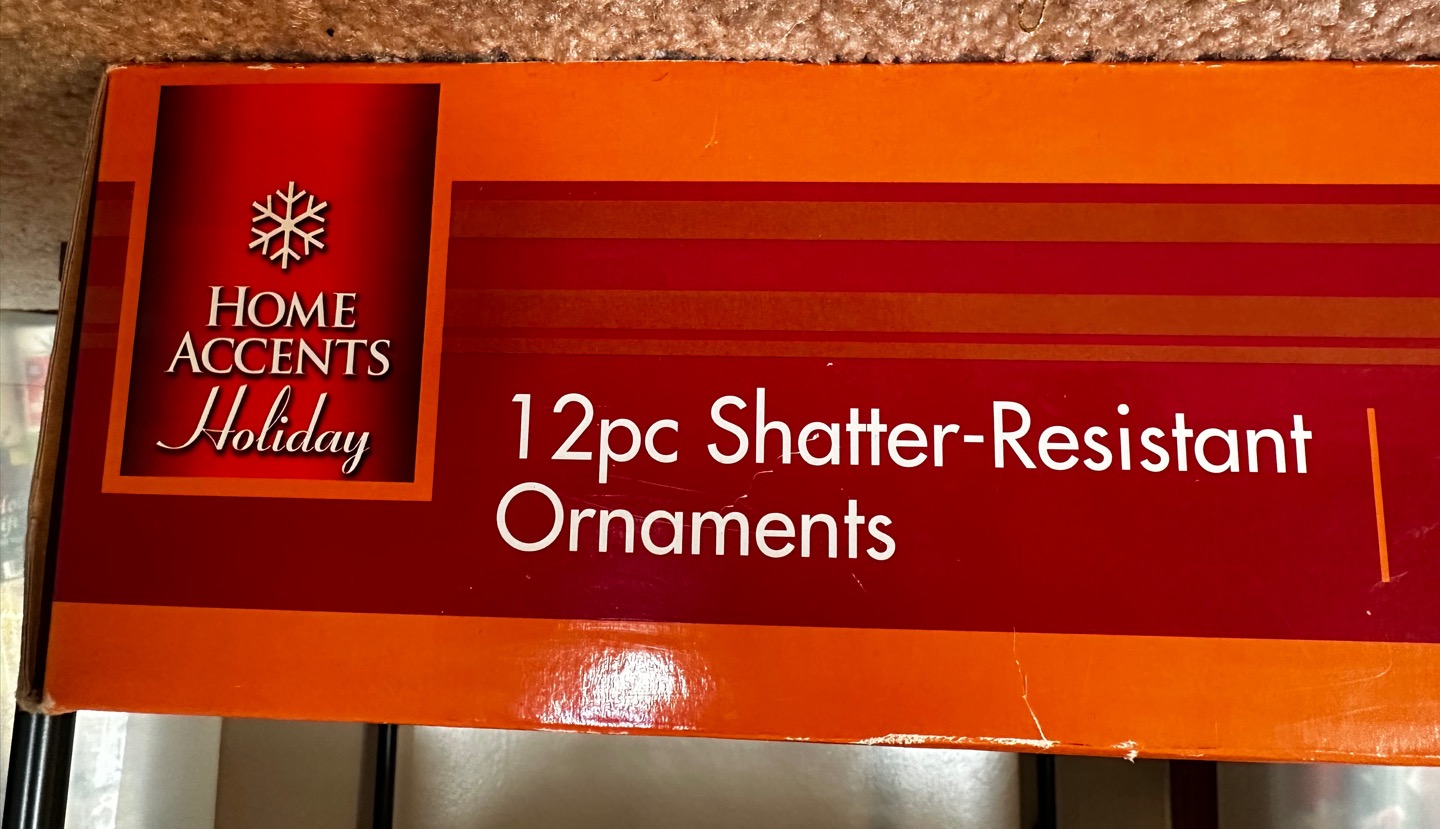 HOME
ACCENTS
Holiday
12pc Shatter-Resistant
Ornaments